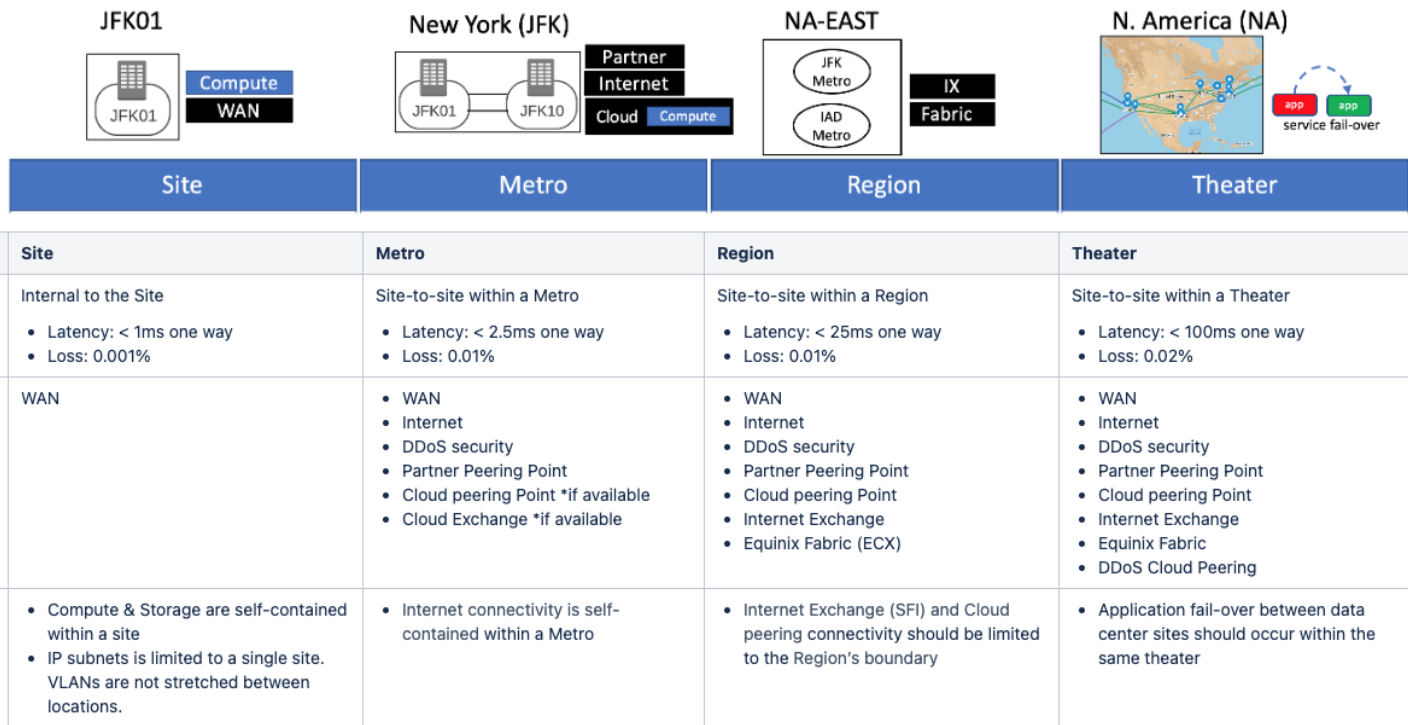 JFK01
New York (JFK)
NA-EAST
N. America (NA)
JFK01
Compute
WAN
JFK01
JFK10
Partner
Internet
Cloud Compute
JFK
Metro
IAD
Metro
IX
Fabric
app
app
service fail-over
Site
Metro
Region
Theater
Site
Metro
Region
Theater
Internal to the Site
• Latency: < 1ms one way
• Loss: 0.001%
Site-to-site within a Metro
• Latency: < 2.5ms one way
• Loss: 0.01%
Site-to-site within a Region
• Latency: < 25ms one way
• Loss: 0.01%
Site-to-site within a Theater
• Latency: < 100ms one way
• Loss: 0.02%
WAN
• WAN
• Internet
• DDoS security
• Partner Peering Point
• Cloud peering Point *if available
• Cloud Exchange *if available
• WAN
• Internet
• DDoS security
• Partner Peering Point
• Cloud peering Point
• Internet Exchange
• Equinix Fabric (ECX)
• WAN
• Internet
• DDoS security
• Partner Peering Point
• Cloud peering Point
• Internet Exchange
• Equinix Fabric
• DDoS Cloud Peering
• Compute & Storage are self-contained
within a site
• IP subnets is limited to a single site.
VLANs are not stretched between
locations.
• Internet connectivity is self-
contained within a Metro
• Internet Exchange (SFI) and Cloud
peering connectivity should be limited
to the Region's boundary
• Application fail-over between data
center sites should occur within the
same theater